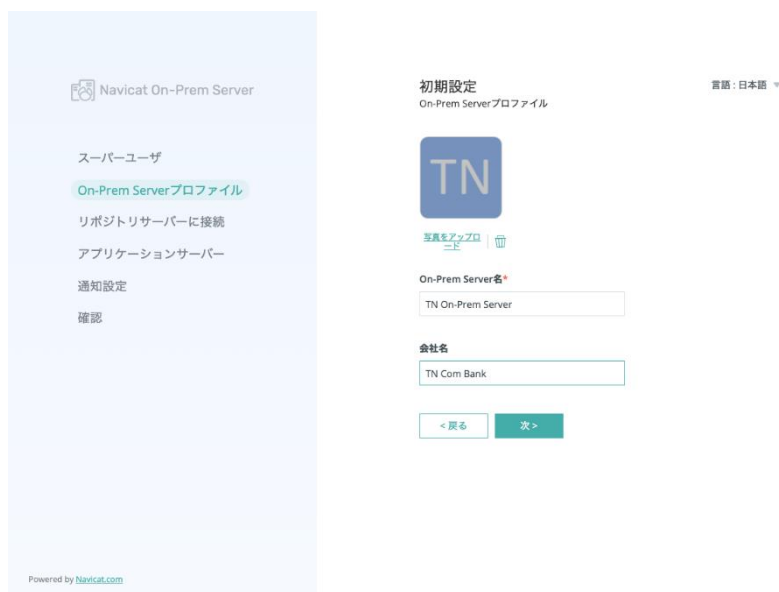 Navicat On-Prem Server
スーパーユーザ
On-Prem Serverプロファイル
リポジトリサーバーに接続
アプリケーションサーバー
通知設定
確認
Powered by Navicat.com
初期設定
言語 : 日本語
On-Prem Serverプロファイル
TN
写真をアップロ
ード
On-Prem Server名*
TN On-Prem Server
会社名
TN Com Bank
< 戻る
次 >